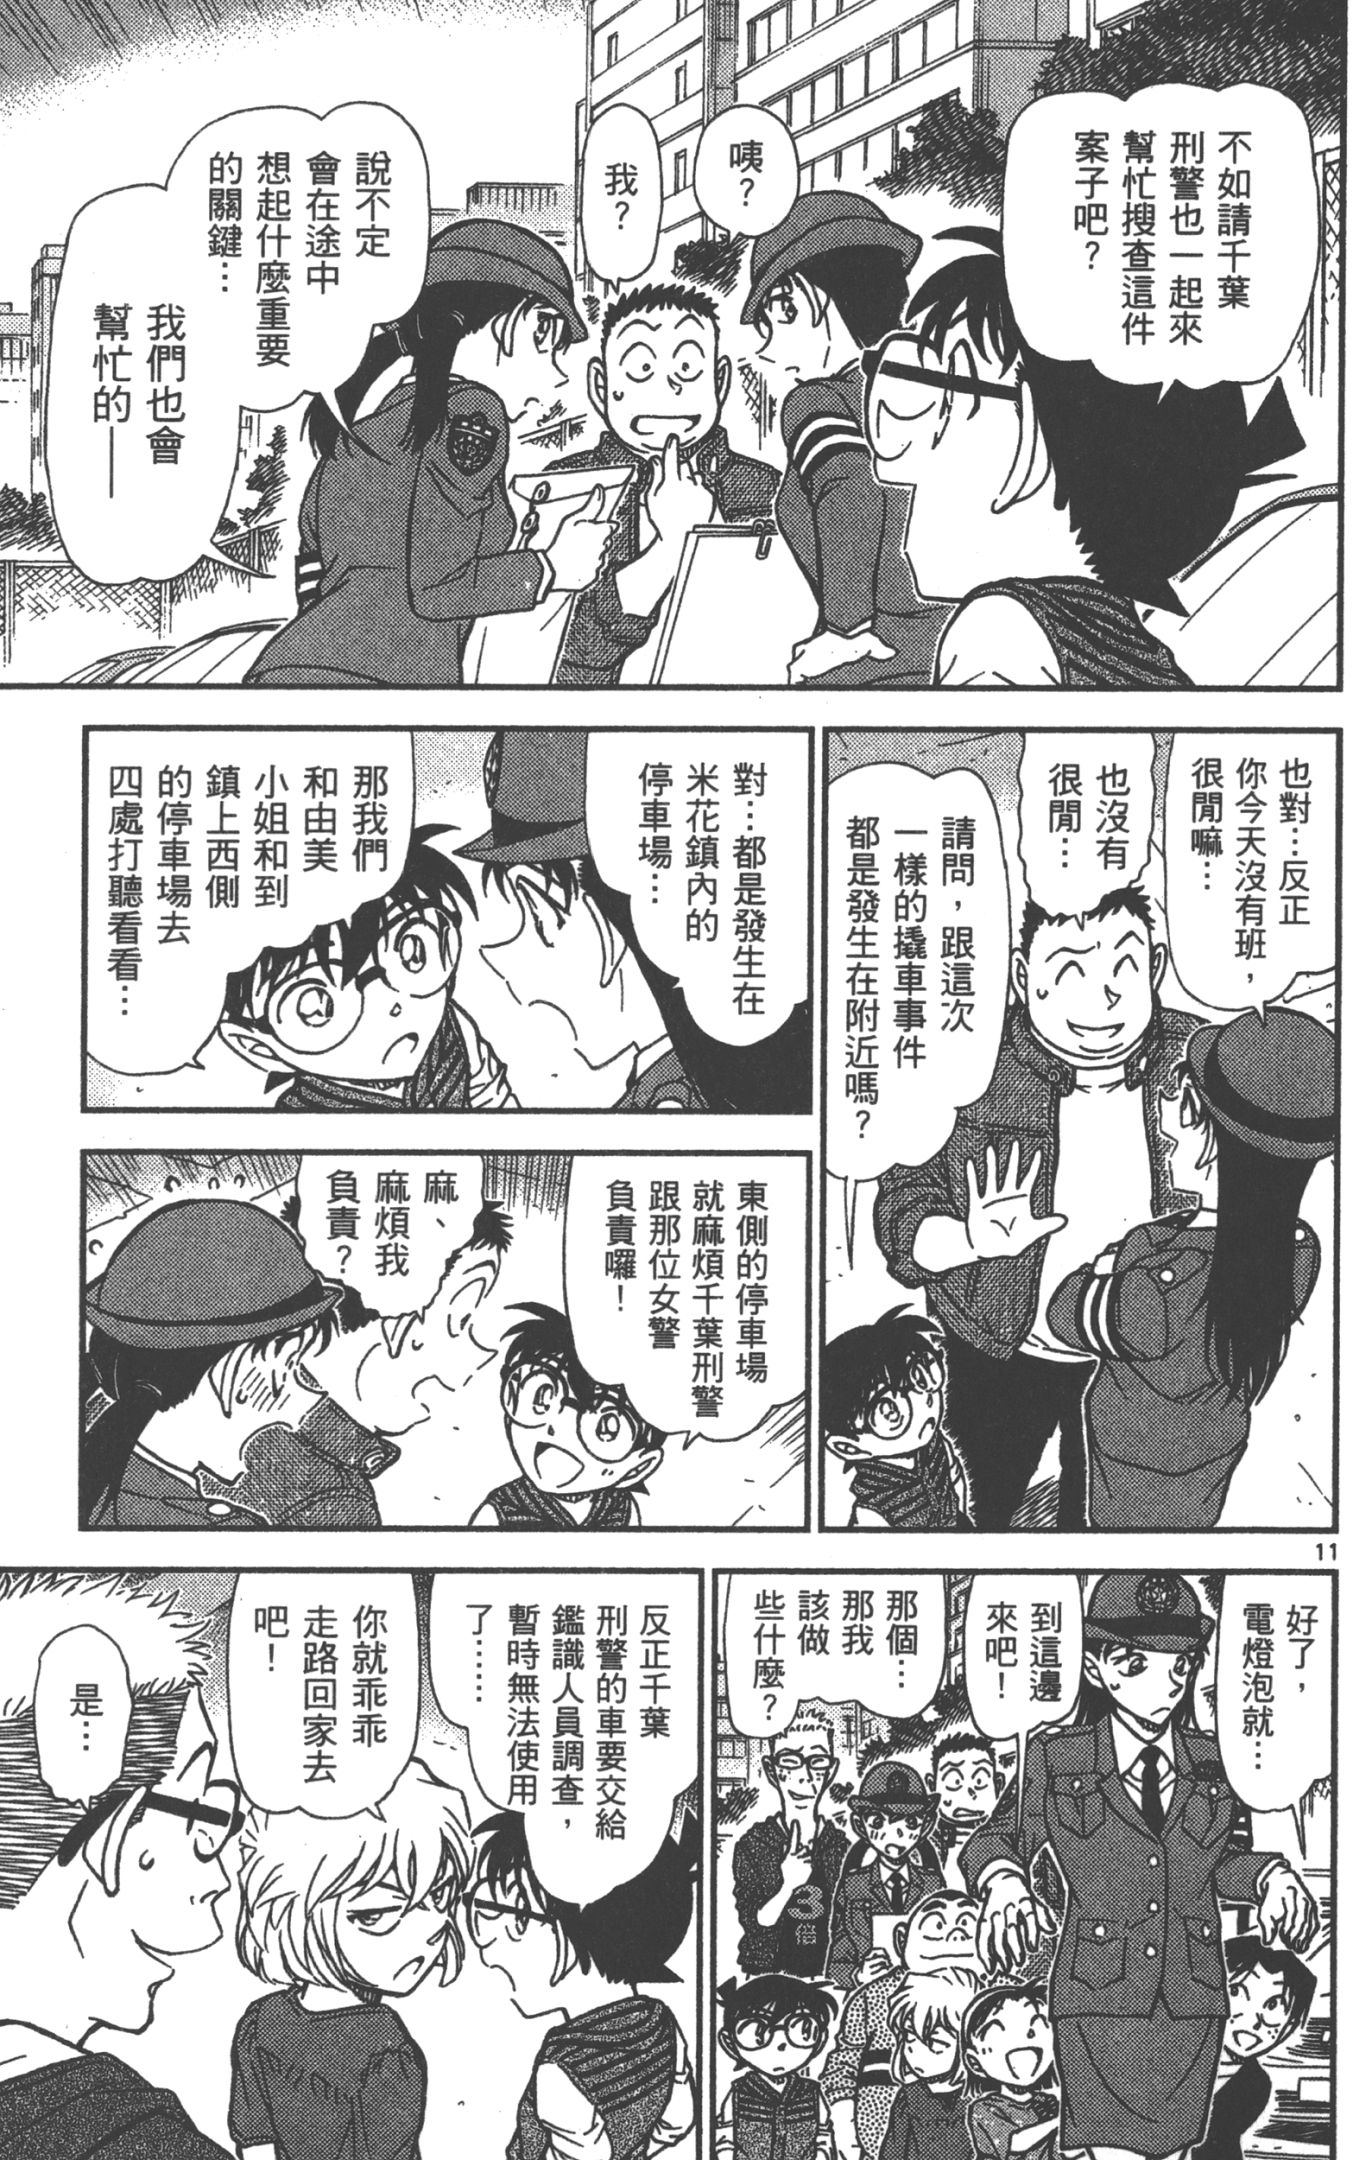 不如請千葉
刑警也一起來
幫忙搜查這件
案子吧？
咦？
我？
說不定
會在途中
想起什麼重要
的關鍵…
我們也會
幫忙的——
也對…反正
你今天沒有班，
很閒嘛…
也沒有
很閒…
請問，跟這次
一樣的撬車事件
都是發生在附近嗎？
對…都是發生在
米花鎮內的
停車場…
那我們
和由美
小姐和到
鎮上西側
的停車場去
四處打聽看看…
東側的停車場
就麻煩千葉刑警
跟那位女警
負責囉！
麻、
麻煩我
負責？
11
好了，
電燈泡就…
到這邊
來吧！
那個…
那我
該做
些什麼？
3
倍
反正千葉
刑警的車要交給
鑑識人員調查，
暫時無法使用
了……
你就乖乖
走路回家去
吧！
是…